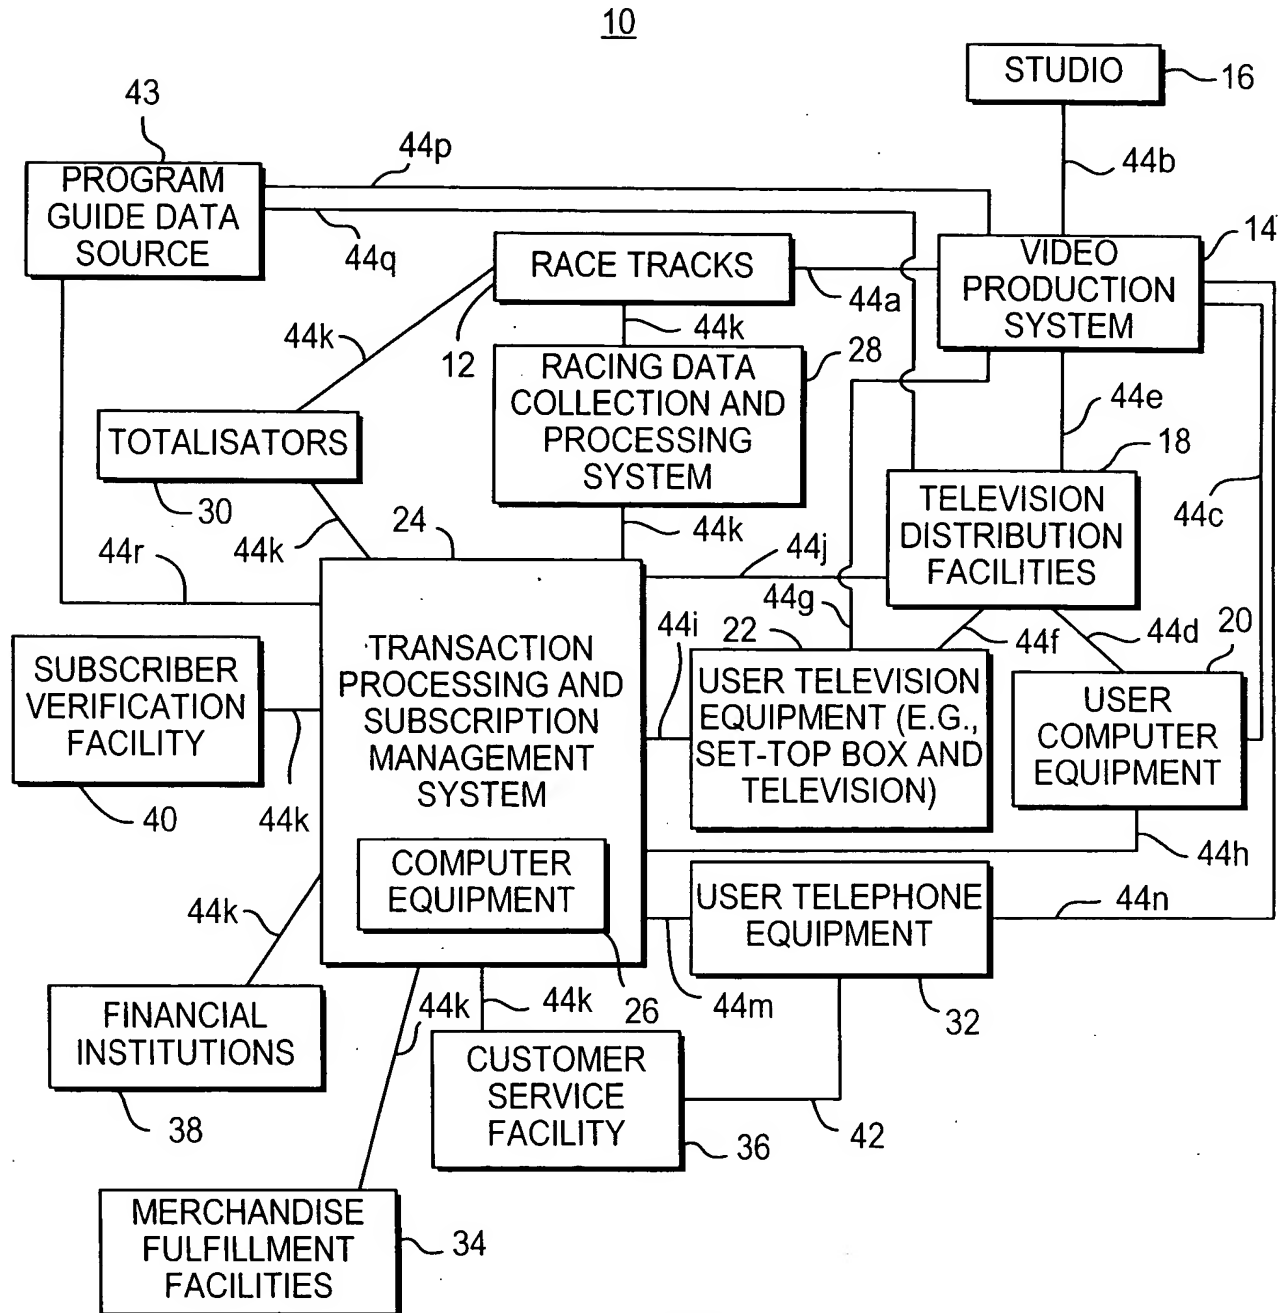 10
STUDIO
16
43
44p
44b
PROGRAM
GUIDE DATA
SOURCE
44q
RACE TRACKS
44a
VIDEO
PRODUCTION
SYSTEM
14
44k
12
44k
28
RACING DATA
COLLECTION AND
PROCESSING
SYSTEM
44e
18
44c
TOTALISATORS
30
44k
44r
24
44k
44j
TELEVISION
DISTRIBUTION
FACILITIES
44g
44i
22
44f
44d
20
SUBSCRIBER
VERIFICATION
FACILITY
40
44k
TRANSACTION
PROCESSING AND
SUBSCRIPTION
MANAGEMENT
SYSTEM
USER TELEVISION
EQUIPMENT (E.G.,
SET-TOP BOX AND
TELEVISION)
USER
COMPUTER
EQUIPMENT
44h
COMPUTER
EQUIPMENT
26
USER TELEPHONE
EQUIPMENT
44n
44m
32
44k
FINANCIAL
INSTITUTIONS
38
44k
44k
CUSTOMER
SERVICE
FACILITY
36
42
MERCHANDISE
FULFILLMENT
FACILITIES
34